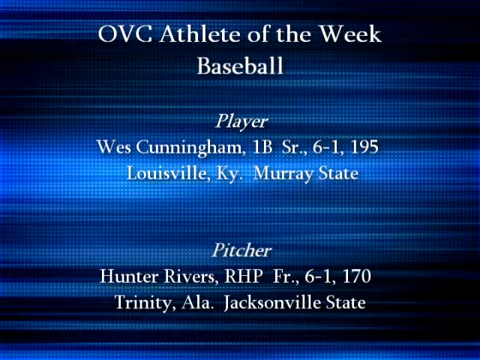 OVC Athlete of the Week
Baseball
Player
Wes Cunningham, 1B  Sr., 6-1, 195
Louisville, Ky.  Murray State
Pitcher
Hunter Rivers, RHP  Fr., 6-1, 170
Trinity, Ala.  Jacksonville State